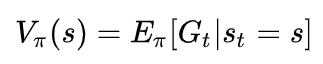 V_π(s) = E_π[G_t|s_t = s]